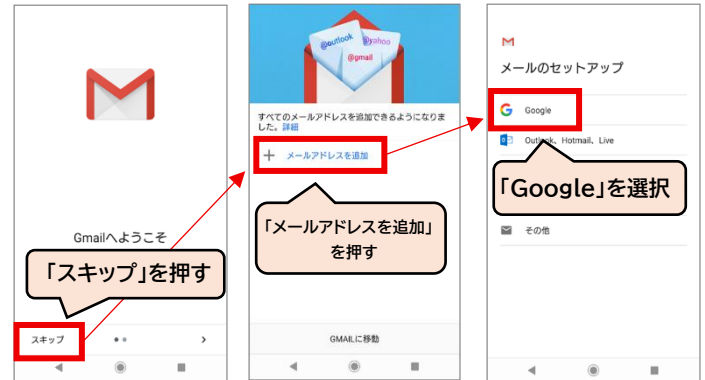 Gmailへようこそ
「スキップ」を押す
スキップ
@outlook
@yahoo
@gmail
すべてのメールアドレスを追加できるようになりま
した。詳細
メールアドレスを追加
「メールアドレスを追加」
を押す
GMAILに移動
メールのセットアップ
Google
Outlook、Hotmail、Live
「Google」を選択
その他